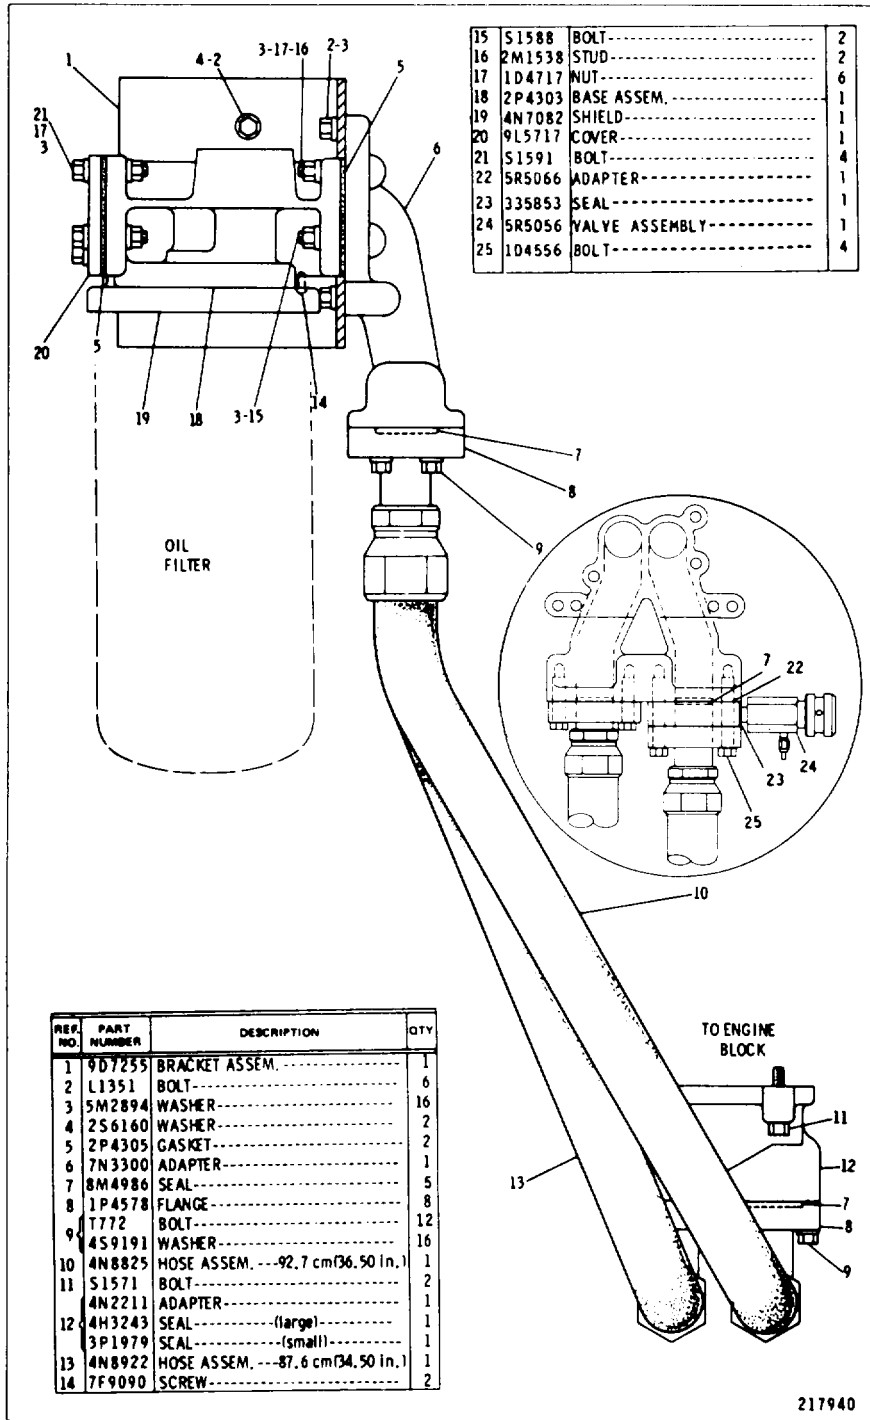 15 S1588 BOLT 2
16 2M1538 STUD 2
17 1D4717 NUT 6
18 2P4303 BASE ASSEM. 1
19 4N7082 SHIELD 1
20 9L5717 COVER 1
21 S1591 BOLT 4
22 5R5066 ADAPTER 1
23 335853 SEAL 1
24 5R5056 VALVE ASSEMBLY 1
25 1D4556 BOLT 4
1
4-2
3-17-16
2-3
5
6
21
17
3
20
5
19
18
3-15
14
7
8
9
OIL
FILTER
7
22
23
24
25
10
TO ENGINE
BLOCK
11
12
13
7
8
9
REF. NO. PART NUMBER DESCRIPTION QTY
1 9D7255 BRACKET ASSEM. 1
2 L1351 BOLT 6
3 5M2894 WASHER 16
4 2S6160 WASHER 2
5 2P4305 GASKET 2
6 7N3300 ADAPTER 1
7 8M4986 SEAL 5
8 1P4578 FLANGE 8
9 T772 BOLT 12
4S9191 WASHER 16
10 4N8825 HOSE ASSEM. ---92.7 cm(36.50 in.) 1
11 S1571 BOLT 2
4N2211 ADAPTER 1
12 4H3243 SEAL (large) 1
3P1979 SEAL (small) 1
13 4N8922 HOSE ASSEM. ---87.6 cm(34.50 in.) 1
14 7F9090 SCREW 2
217940